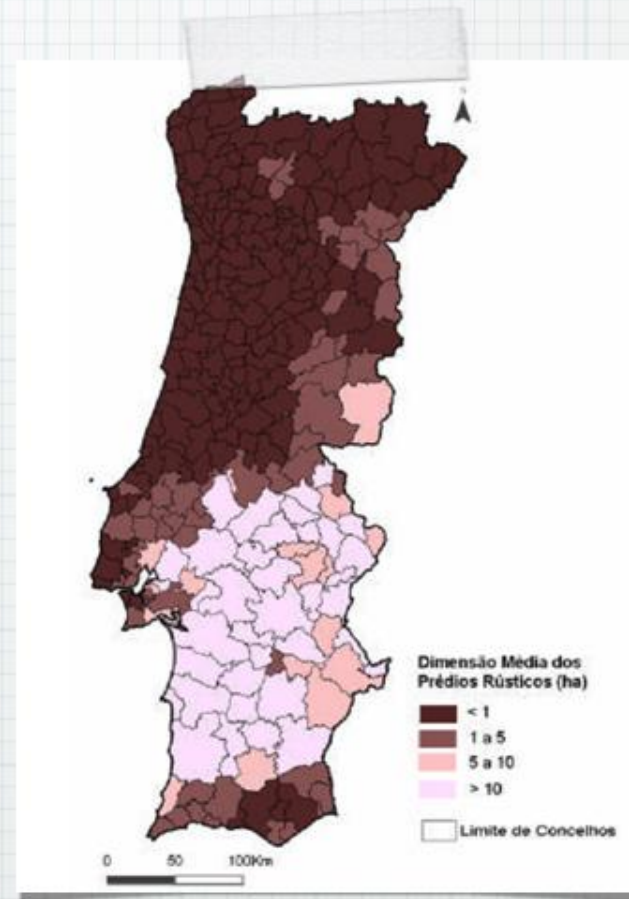 Dimensão Média dos
Prédios Rústicos (ha)
< 1
1 a 5
5 a 10
> 10
Limite de Concelhos
0 50 100Km